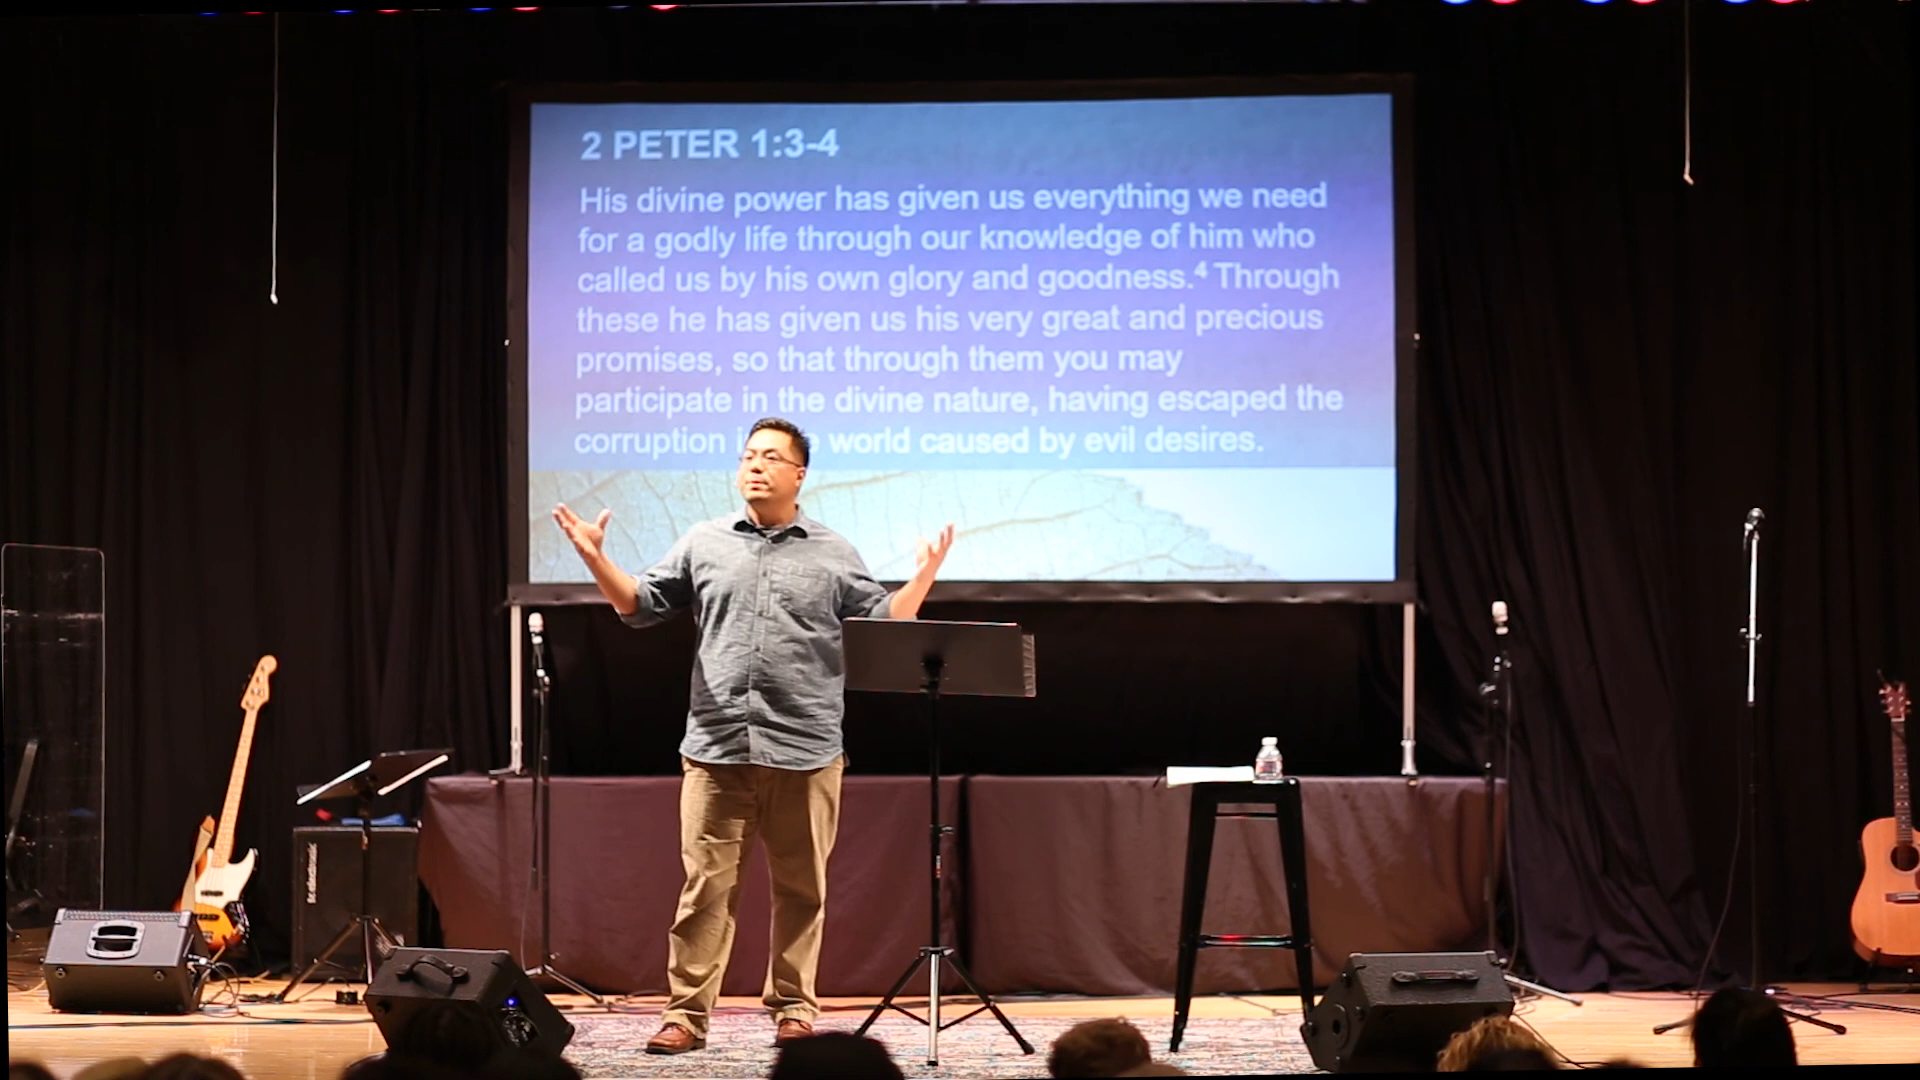 2 PETER 1:3-4
His divine power has given us everything we need
for a godly life through our knowledge of him who
called us by his own glory and goodness.⁴ Through
these he has given us his very great and precious
promises, so that through them you may
participate in the divine nature, having escaped the
corruption world caused by evil desires.